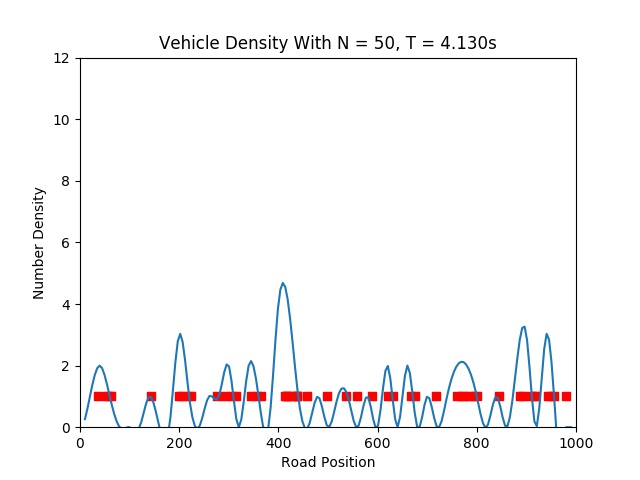 Vehicle Density With N = 50, T = 4.130s
12
10
8
6
4
2
0
Number Density
0 200 400 600 800 1000
Road Position